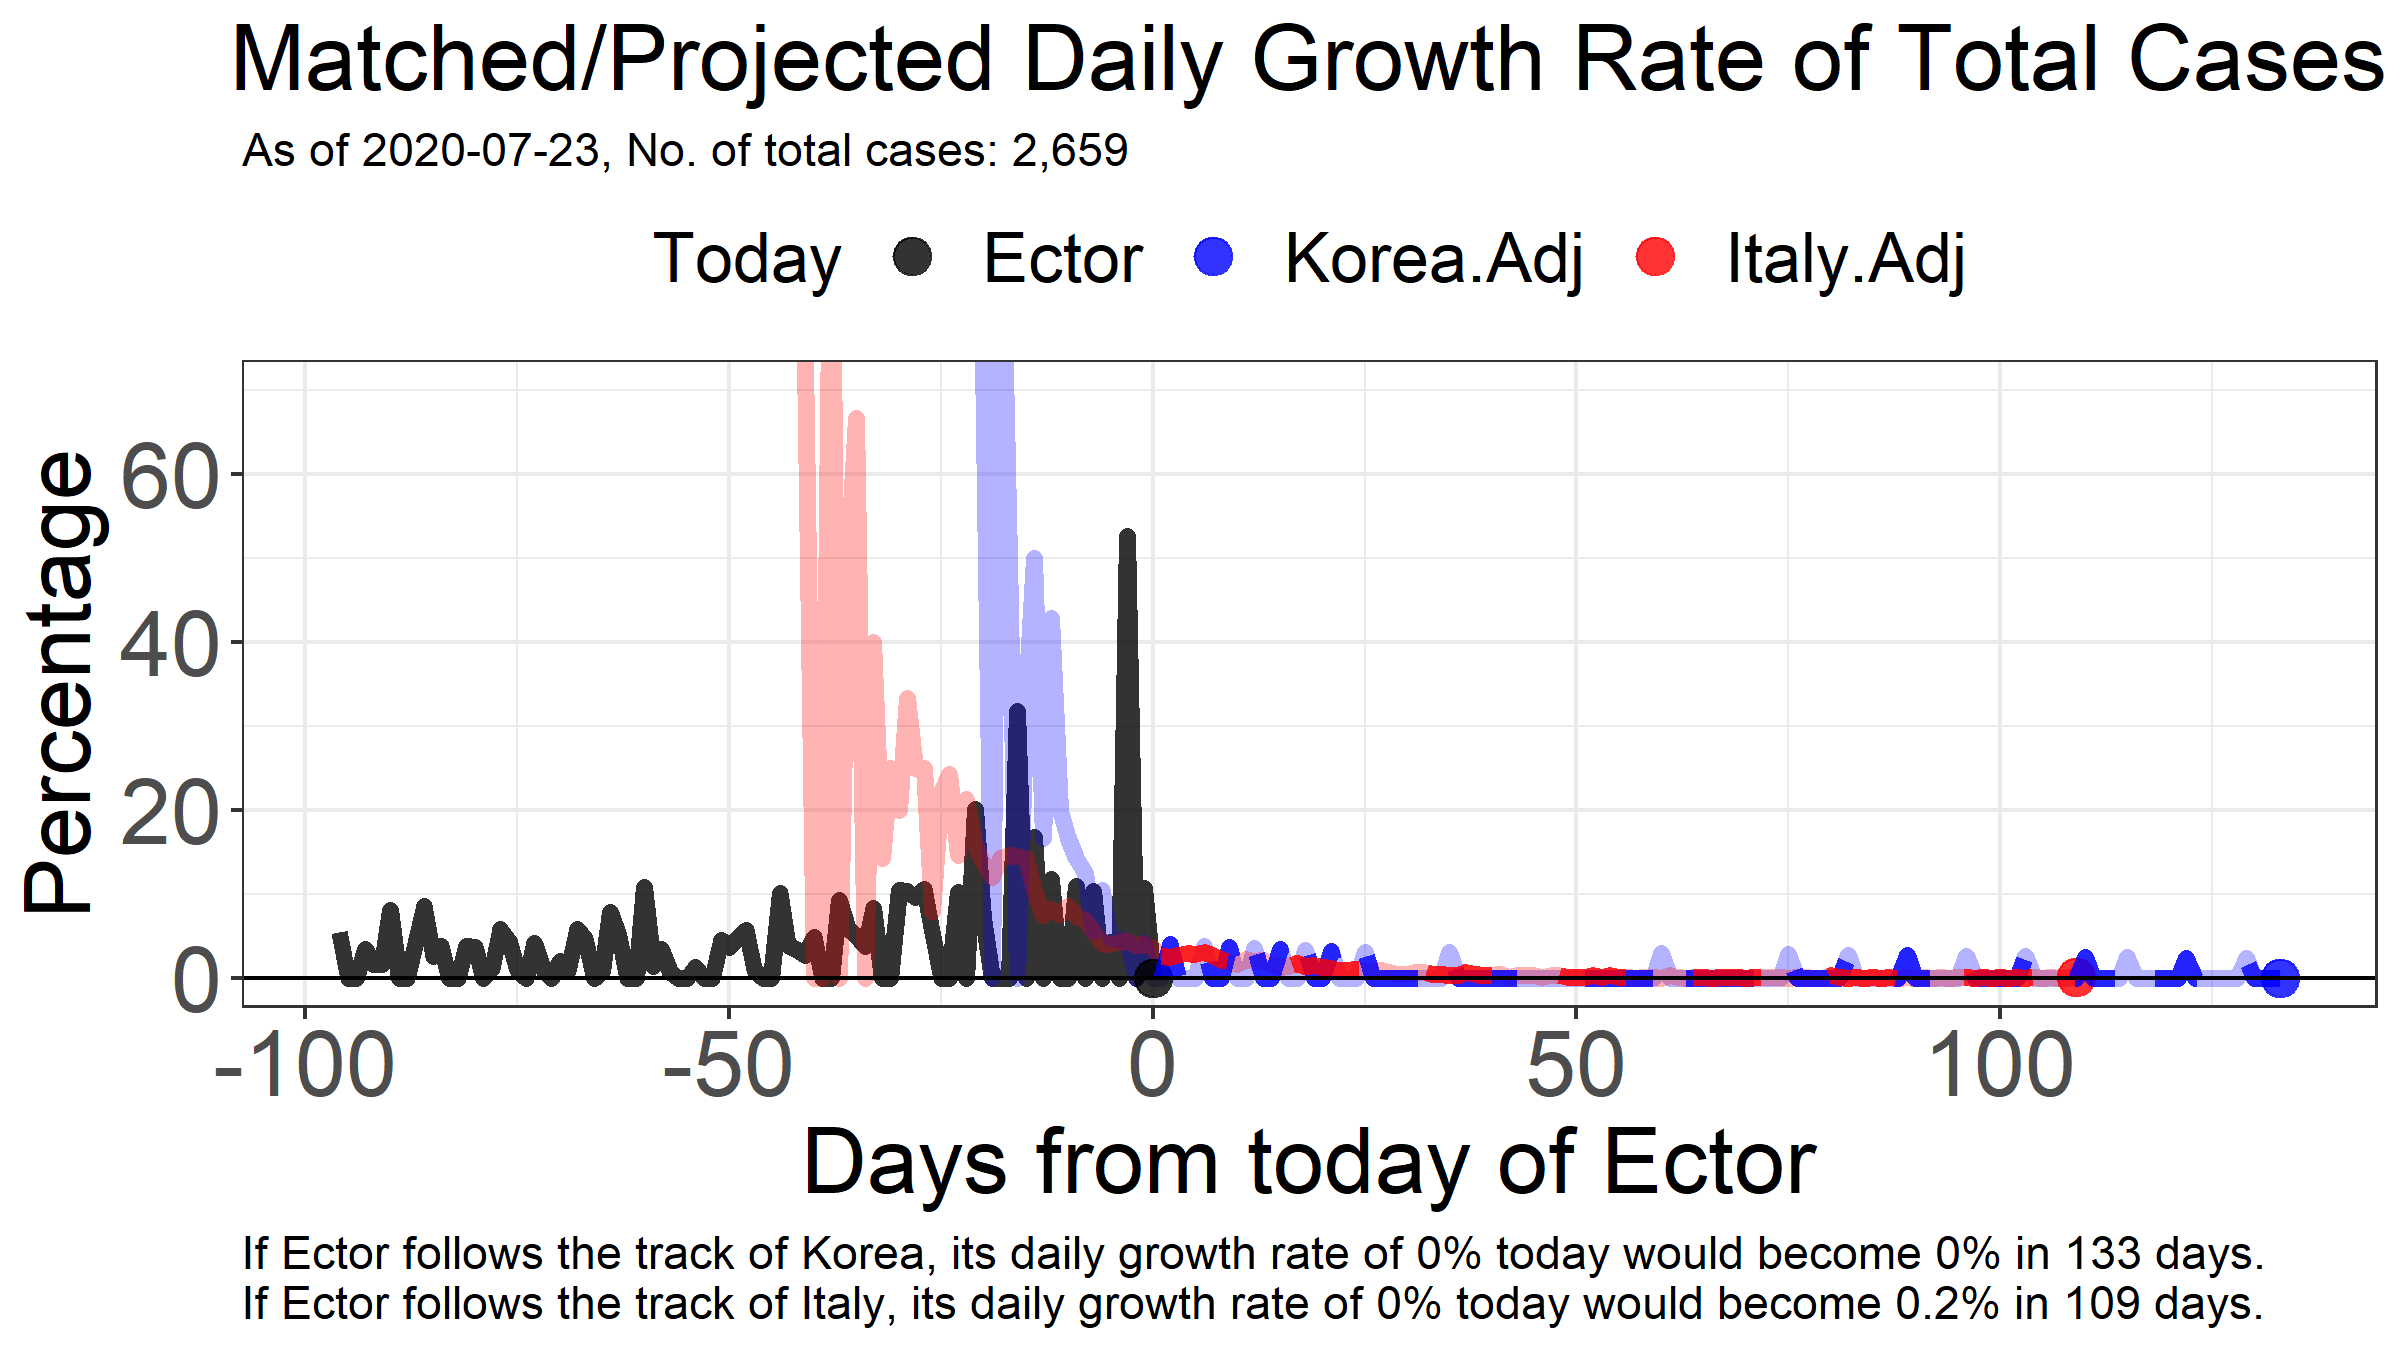 Matched/Projected Daily Growth Rate of Total Cases
As of 2020-07-23, No. of total cases: 2,659
Today Ector Korea.Adj Italy.Adj
Percentage
60
40
20
0
-100 -50 0 50 100
Days from today of Ector
If Ector follows the track of Korea, its daily growth rate of 0% today would become 0% in 133 days.
If Ector follows the track of Italy, its daily growth rate of 0% today would become 0.2% in 109 days.